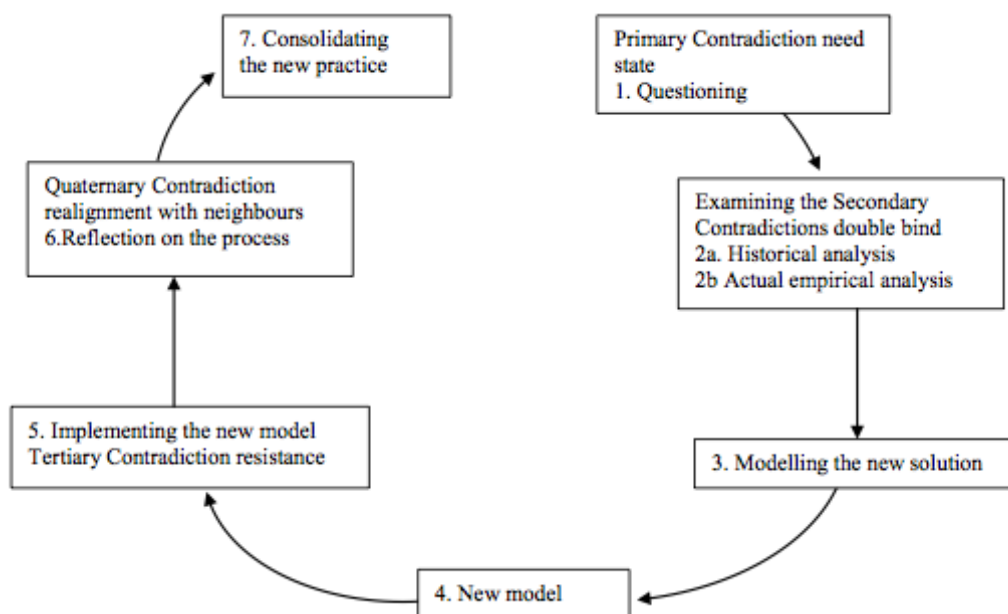 7. Consolidating
the new practice
Primary Contradiction need
state
1. Questioning
Quaternary Contradiction
realignment with neighbours
6.Reflection on the process
Examining the Secondary
Contradictions double bind
2a. Historical analysis
2b Actual empirical analysis
5. Implementing the new model
Tertiary Contradiction resistance
3. Modelling the new solution
4. New model